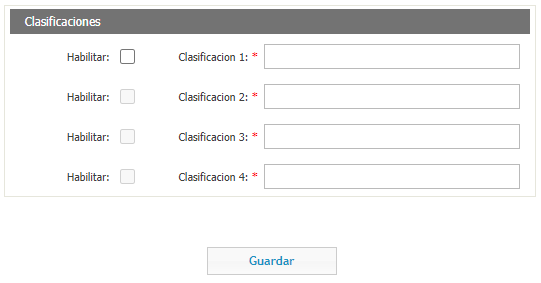 Clasificaciones
Habilitar: Clasificacion 1: *
Habilitar: Clasificacion 2: *
Habilitar: Clasificacion 3: *
Habilitar: Clasificacion 4: *
Guardar